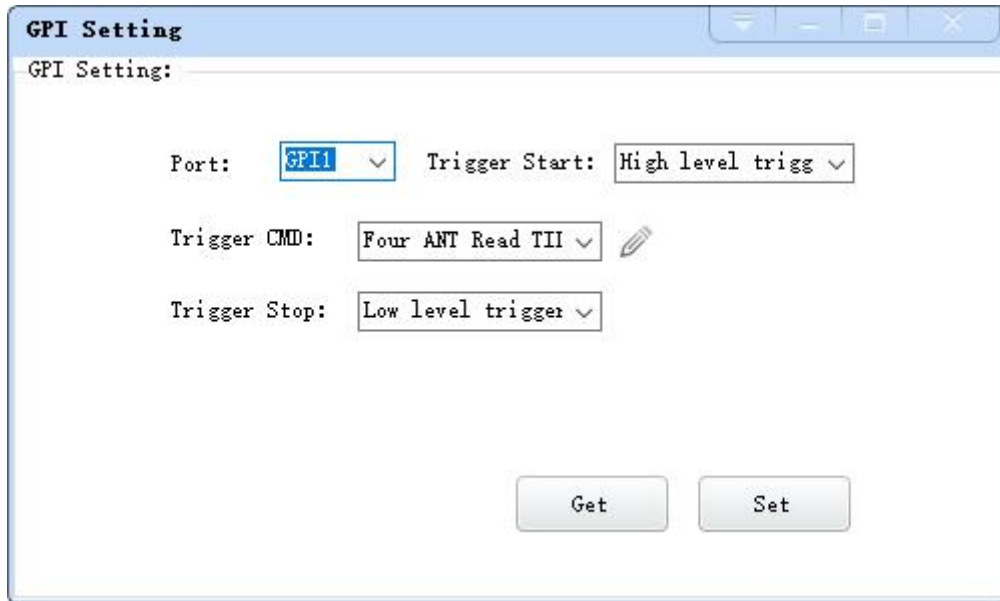 GPI Setting
GPI Setting:
Port: GPI1 Trigger Start: High level trigg
Trigger CMD: Four ANT Read TII
Trigger Stop: Low level trigger
Get Set